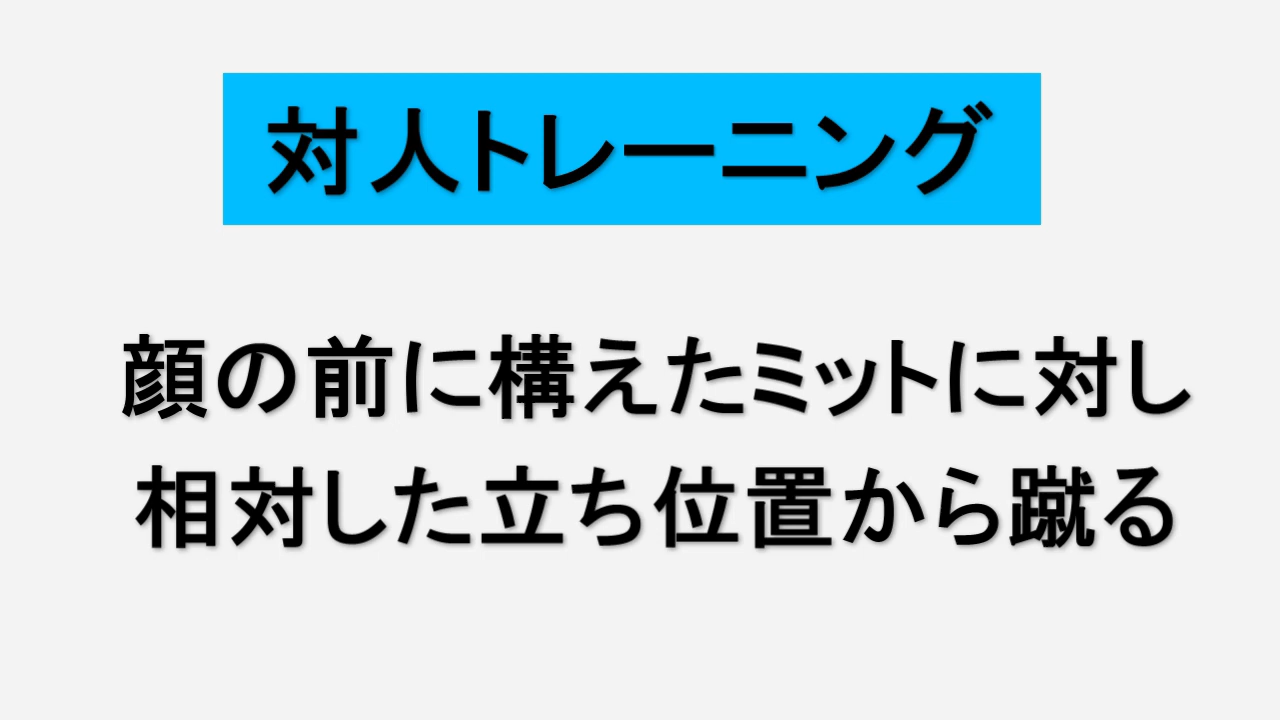 対人トレーニング
顔の前に構えたミットに対し
相対した立ち位置から蹴る